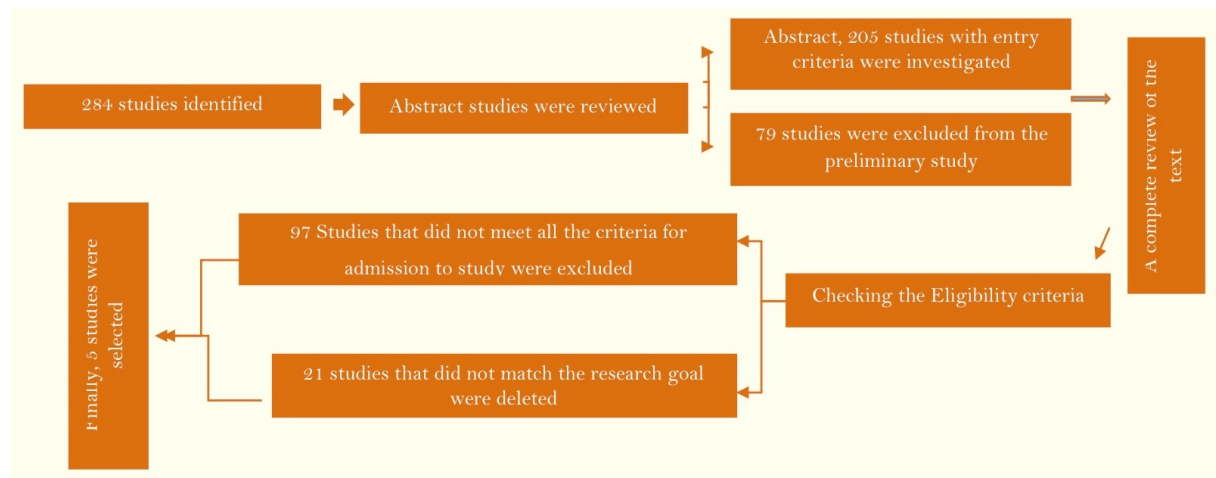 284 studies identified
Abstract studies were reviewed
Abstract, 205 studies with entry
criteria were investigated
79 studies were excluded from the
preliminary study
A complete review of the
text
Checking the Eligibility criteria
97 Studies that did not meet all the criteria for
admission to study were excluded
21 studies that did not match the research goal
were deleted
Finally, 5 studies were
selected